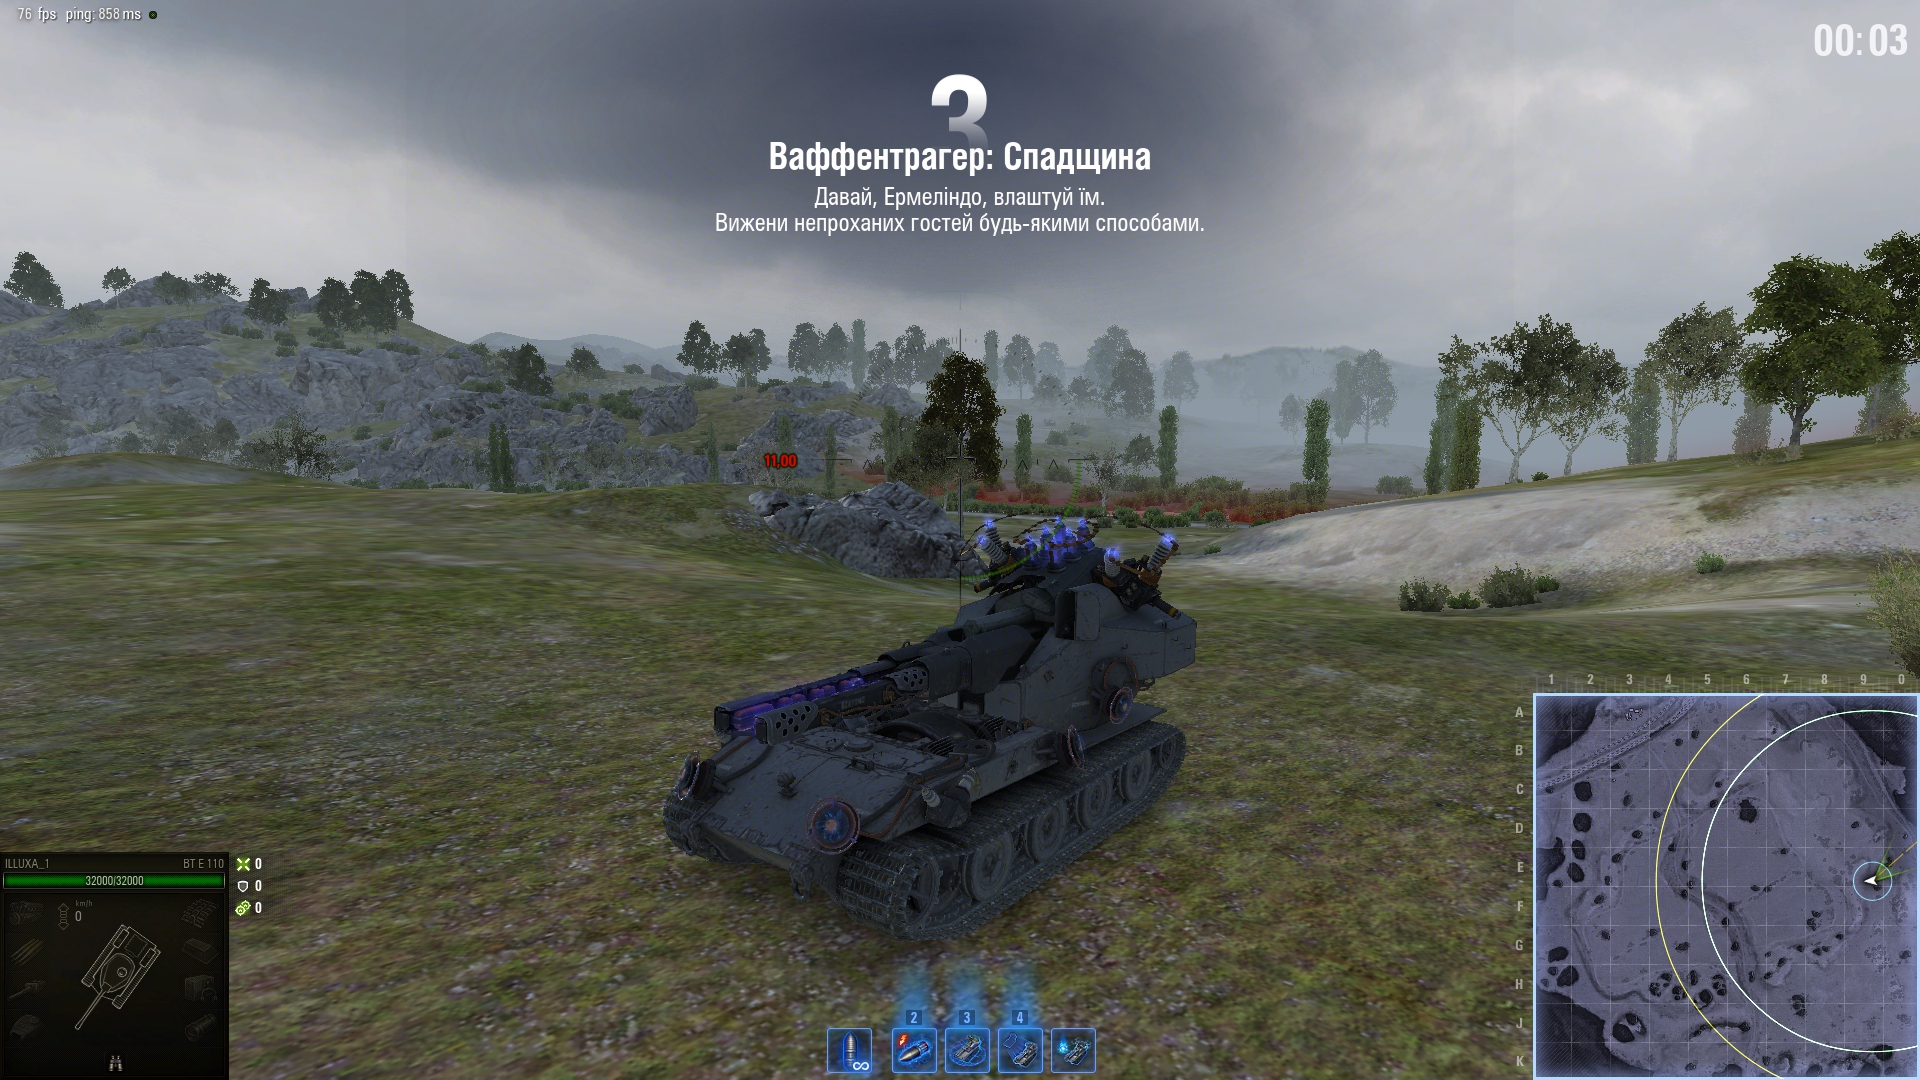 76 fps ping: 858 ms
00:03
3
Ваффентрагер: Спадщина
Давай, Ермеліндо, влаштуй їм.
Вижени непроханих гостей будь-якими способами.
11,00
1 2 3 4 5 6 7 8 9 0
A
B
C
D
E
F
G
H
J
K
ILLUXA_1 BT E 110
32000/32000
km/h
0
0
0
0
2 3 4
∞